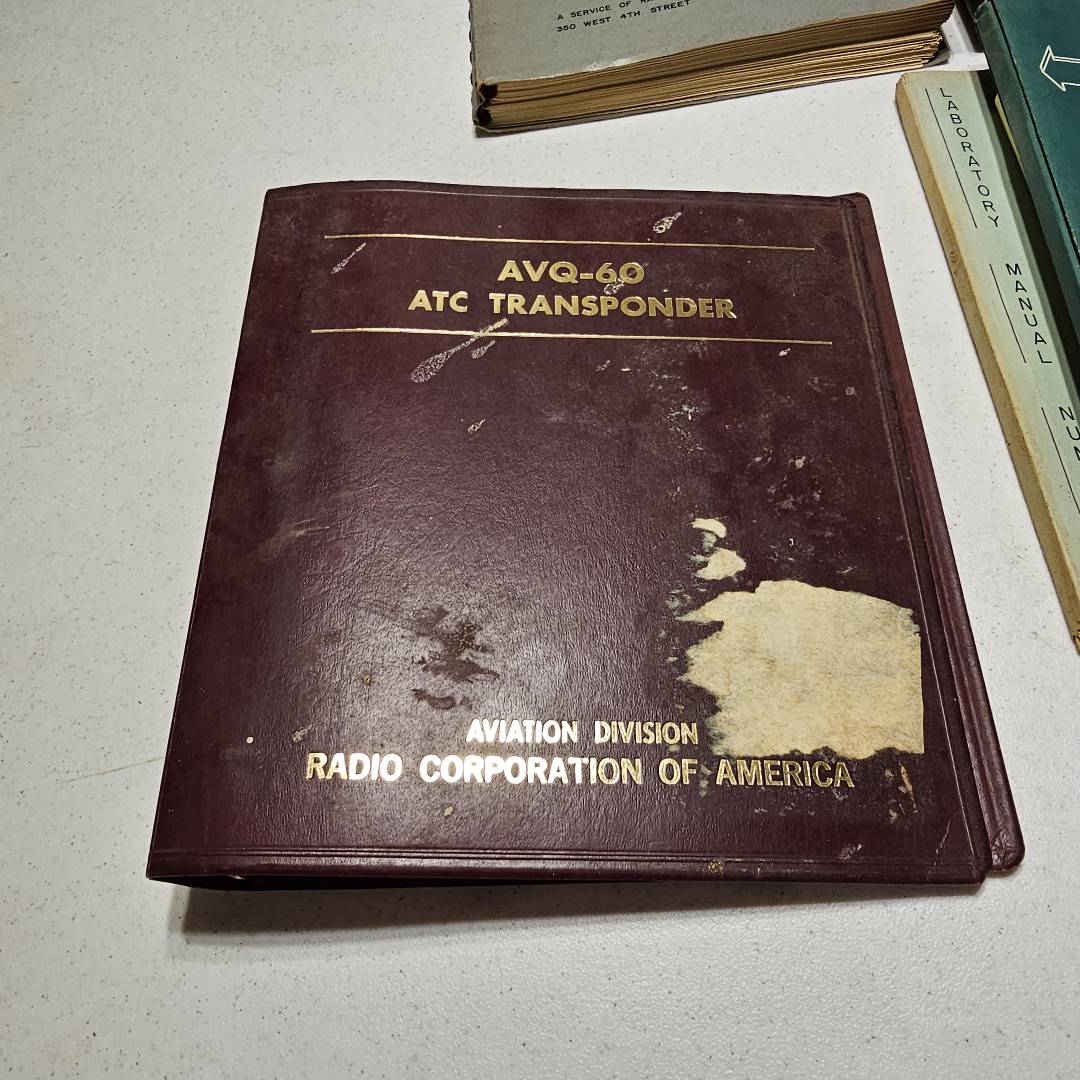 A SERVICE OF
350 WEST 4TH STREET
AVQ-60
ATC TRANSPONDER
AVIATION DIVISION
RADIO CORPORATION OF AMERICA
LABORATORY
MANUAL